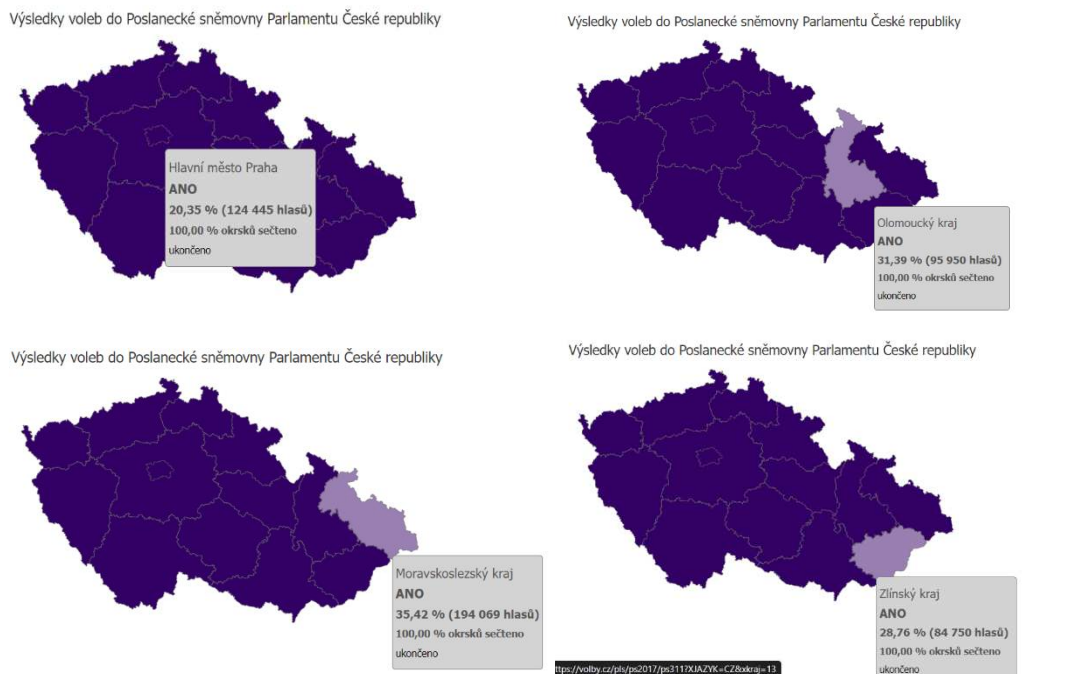 Výsledky voleb do Poslanecké sněmovny Parlamentu České republiky
Hlavní město Praha
ANO
20,35 % (124 445 hlasů)
100,00 % okrsků sečteno
ukončeno
Výsledky voleb do Poslanecké sněmovny Parlamentu České republiky
Olomoucký kraj
ANO
31,39 % (95 950 hlasů)
100,00 % okrsků sečteno
ukončeno
Výsledky voleb do Poslanecké sněmovny Parlamentu České republiky
Moravskoslezský kraj
ANO
35,42 % (194 069 hlasů)
100,00 % okrsků sečteno
ukončeno
Výsledky voleb do Poslanecké sněmovny Parlamentu České republiky
Zlínský kraj
ANO
28,76 % (84 750 hlasů)
100,00 % okrsků sečteno
ukončeno
ttps://volby.cz/pls/ps2017/ps311?XJAZYK=CZ&xkraj=13